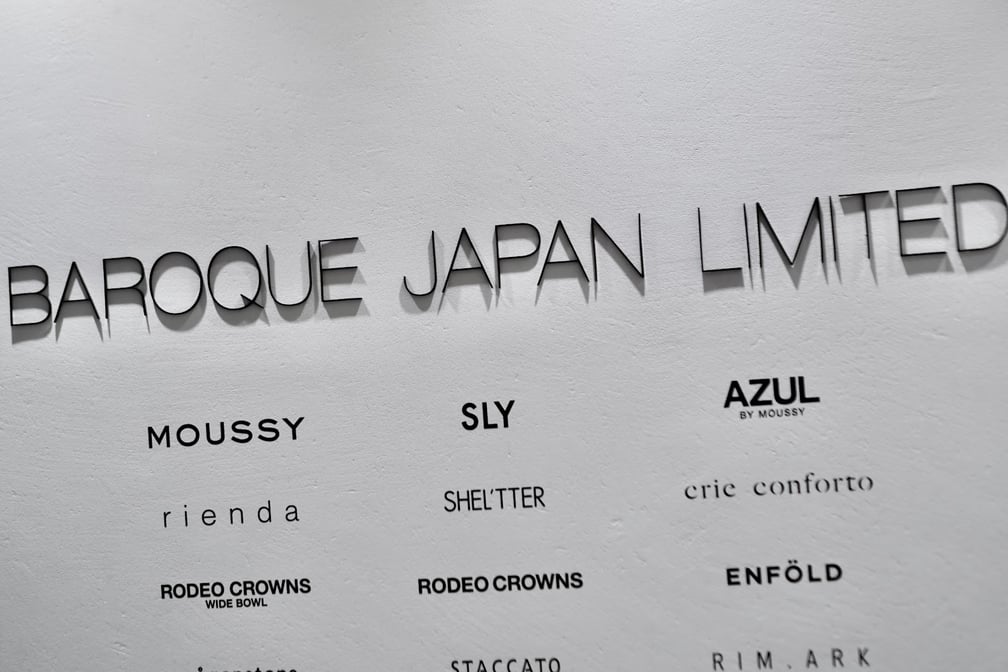 BAROQUE JAPAN LIMITED
MOUSSY
SLY
AZUL
BY MOUSSY
rienda
SHEL'TTER
cric conforto
RODEO CROWNS
WIDE BOWL
RODEO CROWNS
ENFÖLD
STACCATO
RIM.ARK